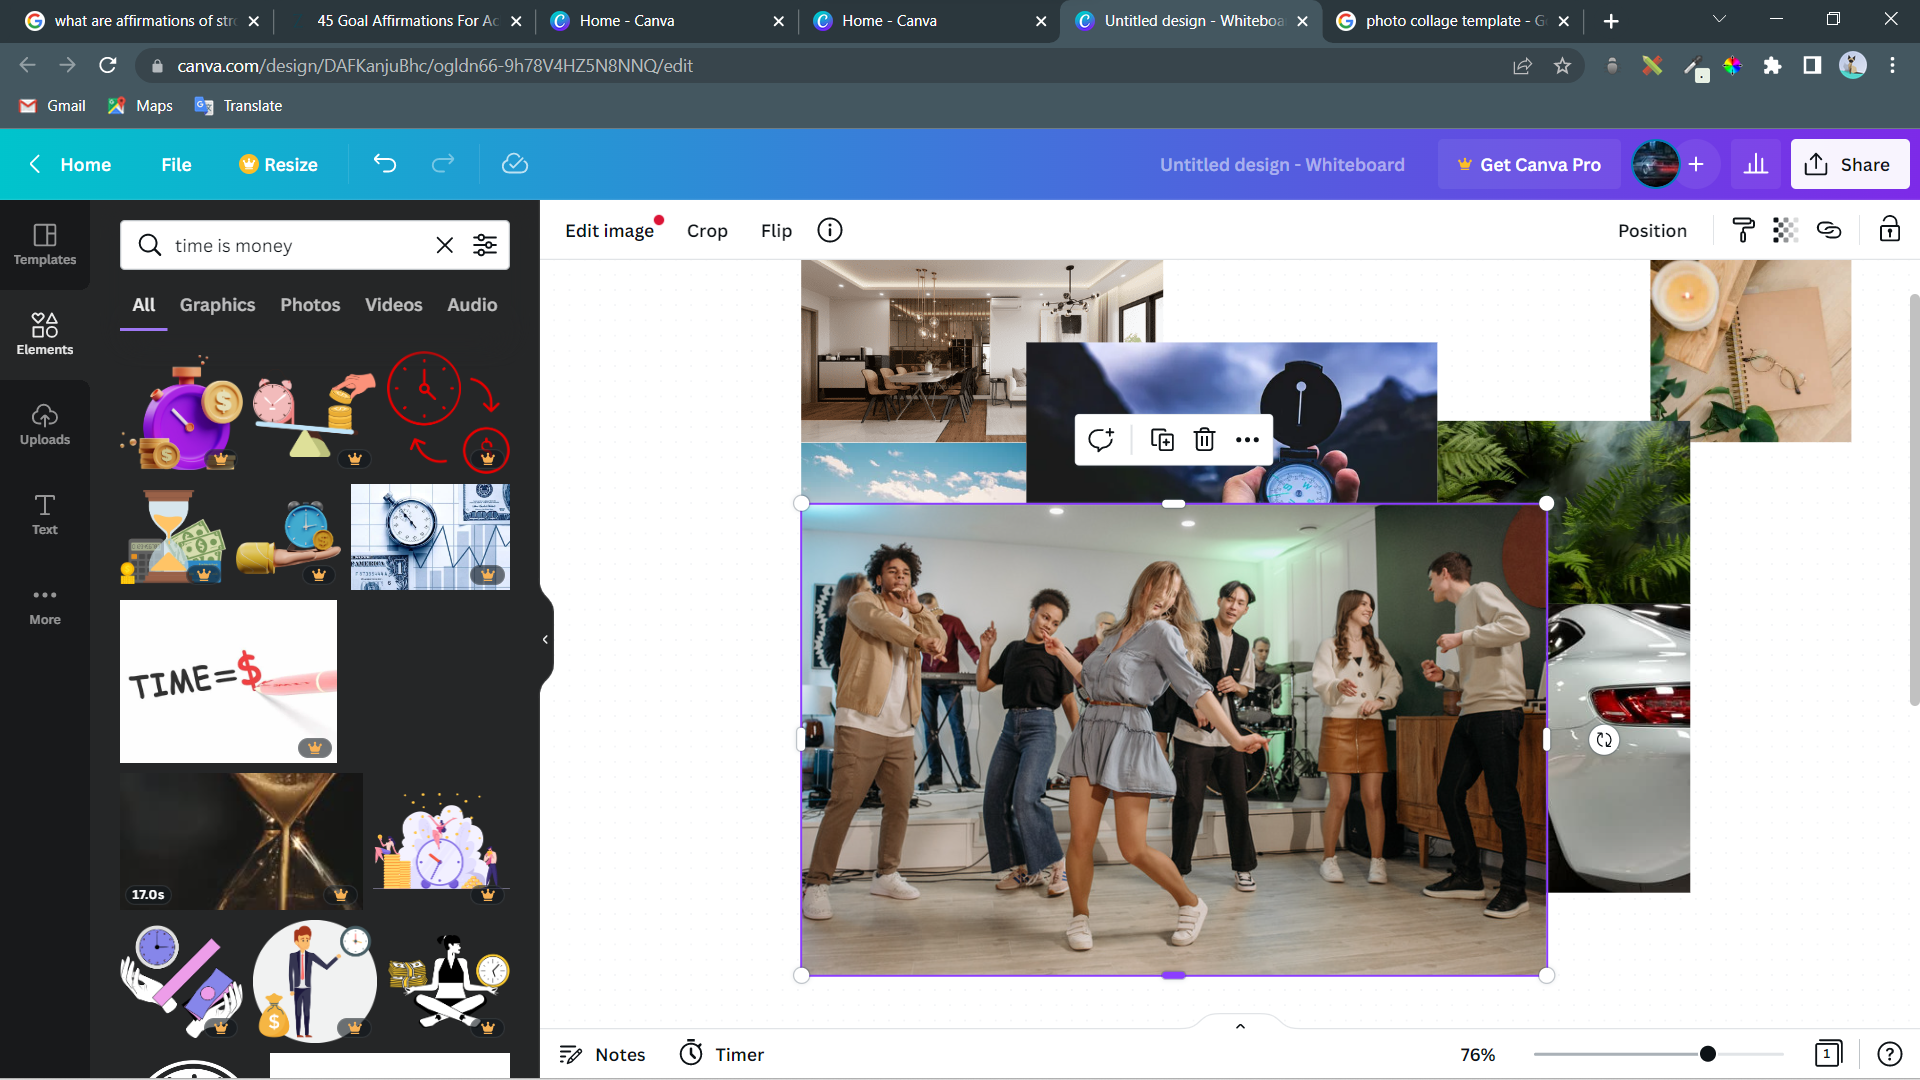 what are affirmations of str
45 Goal Affirmations For Ac
Home - Canva
Home - Canva
Untitled design - Whiteboa
photo collage template - G
canva.com/design/DAFKanjuBhc/ogldn66-9h78V4HZ5N8NNQ/edit
Gmail
Maps
Translate
Home
File
Resize
Untitled design - Whiteboard
Get Canva Pro
Share
Templates
Elements
Uploads
Text
More
time is money
All
Graphics
Photos
Videos
Audio
TIME=$
17.0s
Edit image
Crop
Flip
Position
Notes
Timer
76%
1